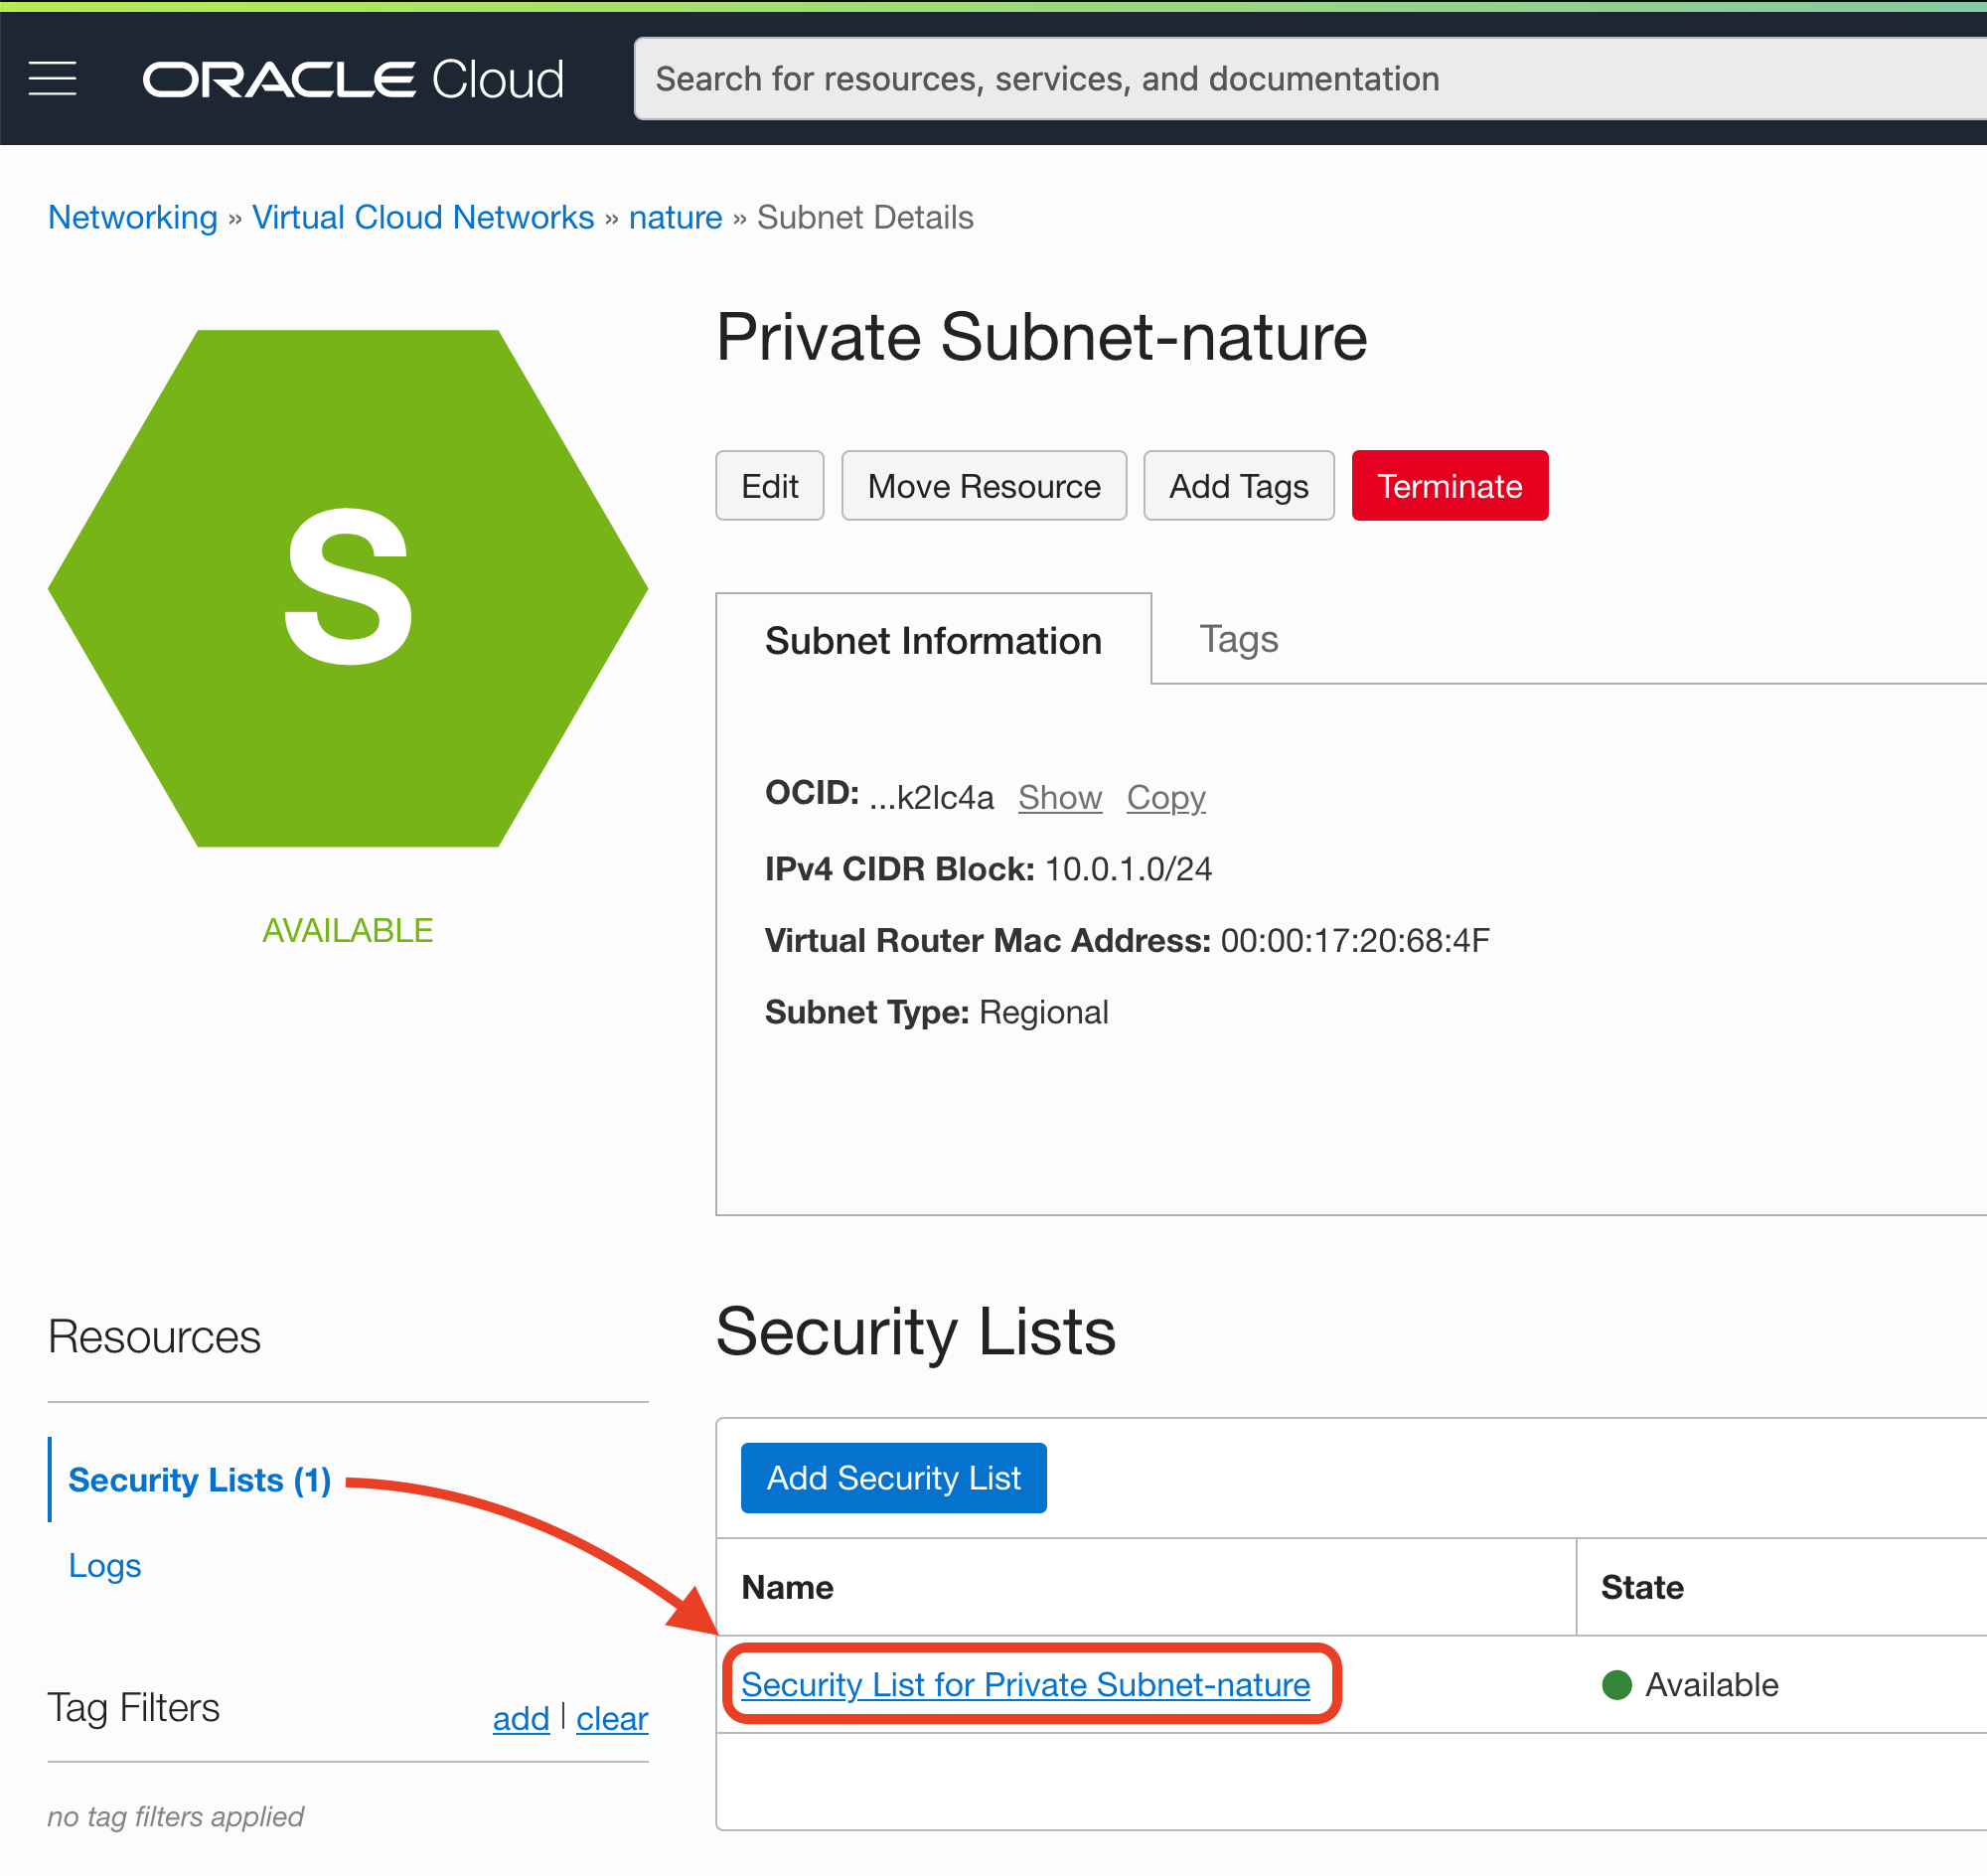 ORACLE Cloud
Search for resources, services, and documentation
Networking » Virtual Cloud Networks » nature » Subnet Details
S
AVAILABLE
Private Subnet-nature
Edit Move Resource Add Tags Terminate
Subnet Information Tags
OCID: ...k2lc4a Show Copy
IPv4 CIDR Block: 10.0.1.0/24
Virtual Router Mac Address: 00:00:17:20:68:4F
Subnet Type: Regional
Resources
Security Lists (1)
Logs
Tag Filters add | clear
no tag filters applied
Security Lists
Add Security List
Name State
Security List for Private Subnet-nature Available